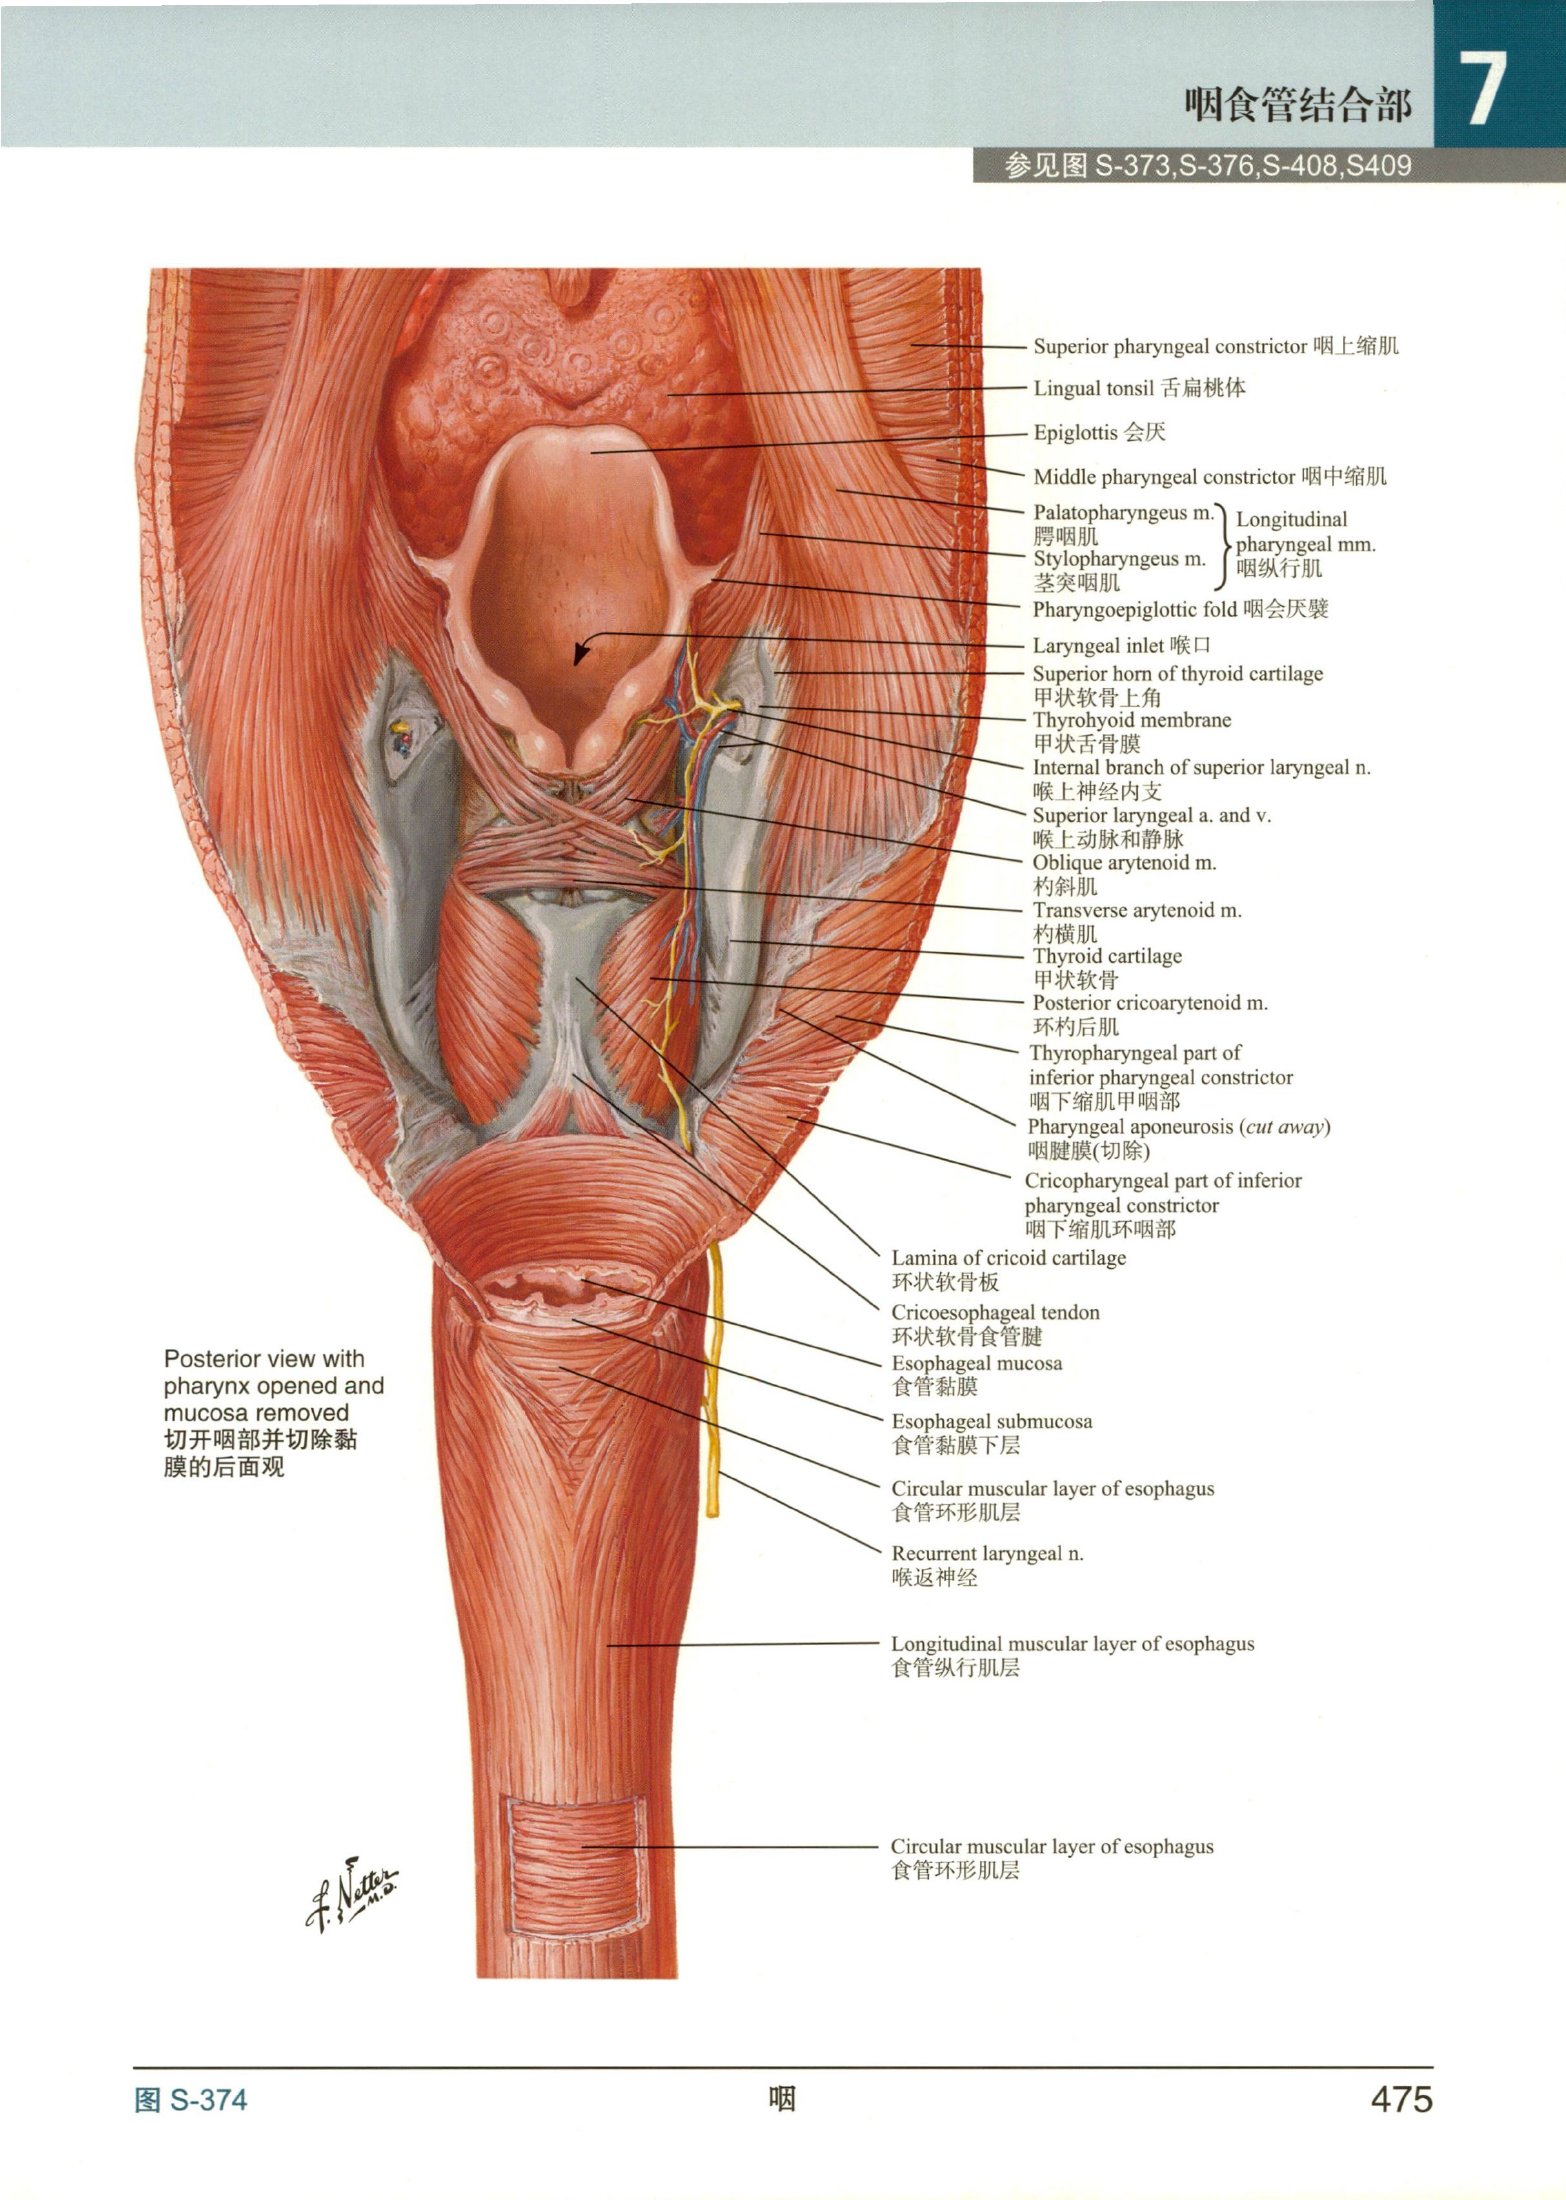 咽食管结合部
7
参见图 S-373,S-376,S-408,S409
Superior pharyngeal constrictor 咽上缩肌
Lingual tonsil 舌扁桃体
Epiglottis 会厌
Middle pharyngeal constrictor 咽中缩肌
Palatopharyngeus m.
腭咽肌
Stylopharyngeus m.
茎突咽肌
Longitudinal
pharyngeal mm.
咽纵行肌
Pharyngoepiglottic fold 咽会厌襞
Laryngeal inlet 喉口
Superior horn of thyroid cartilage
甲状软骨上角
Thyrohyoid membrane
甲状舌骨膜
Internal branch of superior laryngeal n.
喉上神经内支
Superior laryngeal a. and v.
喉上动脉和静脉
Oblique arytenoid m.
杓斜肌
Transverse arytenoid m.
杓横肌
Thyroid cartilage
甲状软骨
Posterior cricoarytenoid m.
环杓后肌
Thyropharyngeal part of
inferior pharyngeal constrictor
咽下缩肌甲咽部
Pharyngeal aponeurosis (cut away)
咽腱膜(切除)
Cricopharyngeal part of inferior
pharyngeal constrictor
咽下缩肌环咽部
Lamina of cricoid cartilage
环状软骨板
Cricoesophageal tendon
环状软骨食管腱
Esophageal mucosa
食管黏膜
Esophageal submucosa
食管黏膜下层
Circular muscular layer of esophagus
食管环形肌层
Recurrent laryngeal n.
喉返神经
Longitudinal muscular layer of esophagus
食管纵行肌层
Circular muscular layer of esophagus
食管环形肌层
Posterior view with
pharynx opened and
mucosa removed
切开咽部并切除黏
膜的后面观
F. Netter
M.D.
图 S-374
咽
475